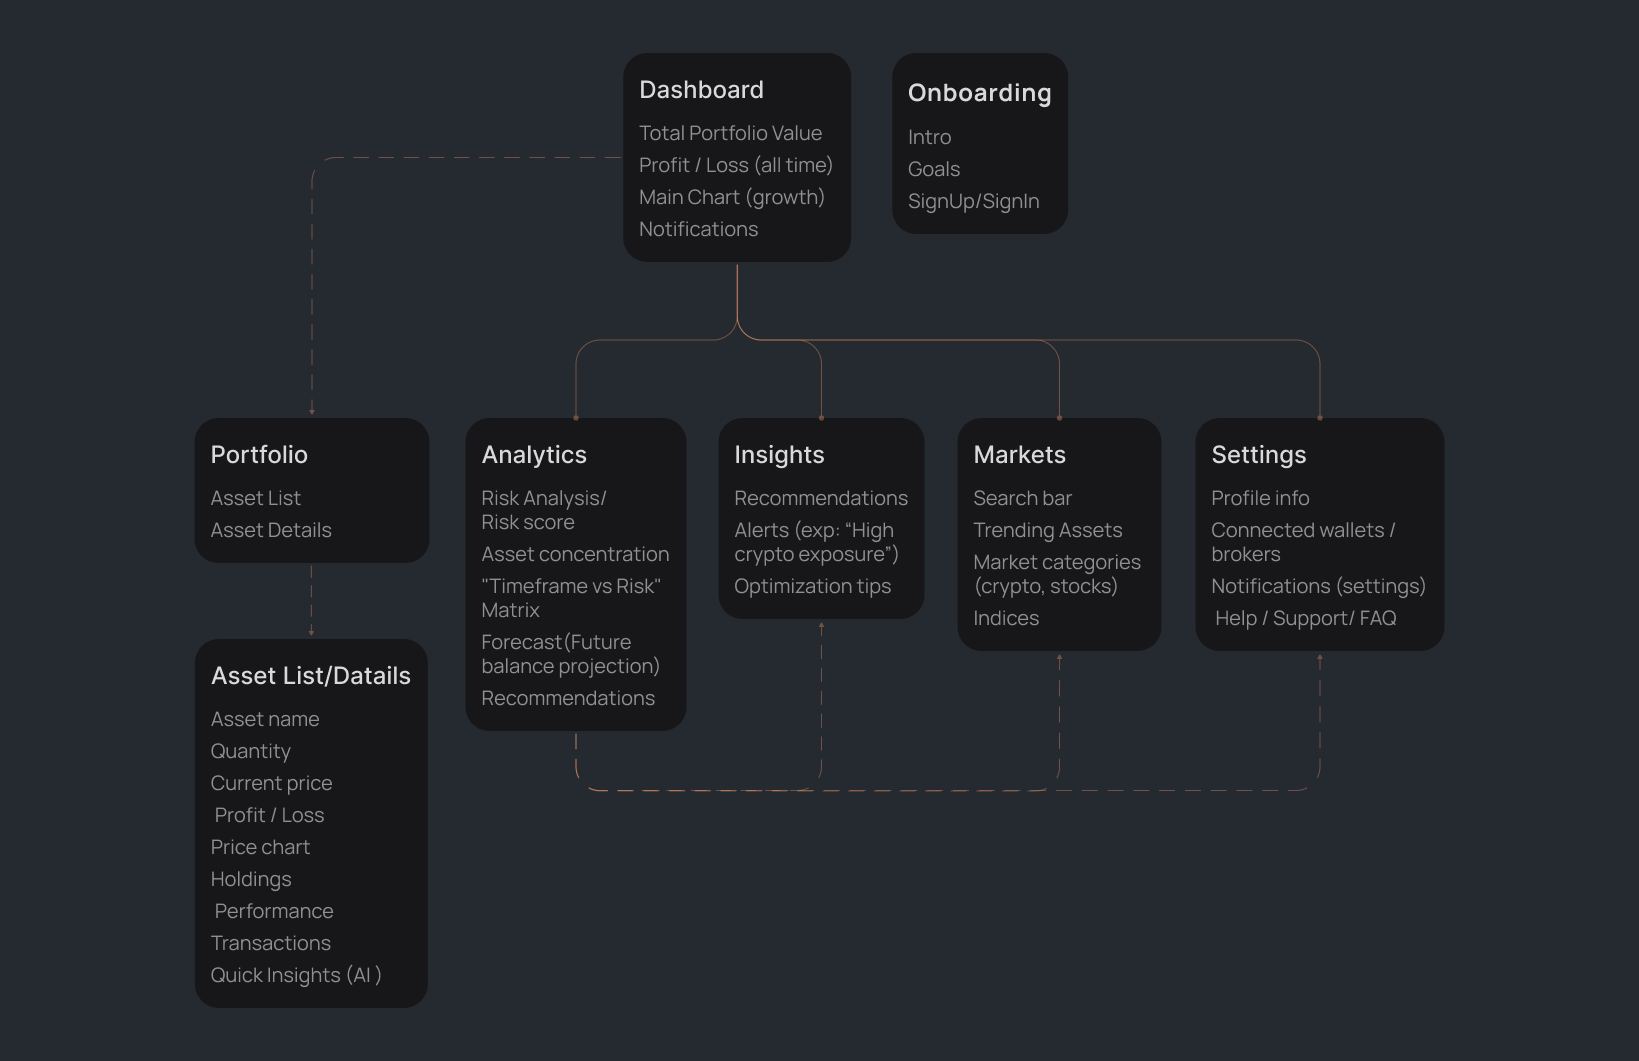 Dashboard
Total Portfolio Value
Profit / Loss (all time)
Main Chart (growth)
Notifications
Onboarding
Intro
Goals
SignUp/SignIn
Portfolio
Asset List
Asset Details
Asset List/Datails
Asset name
Quantity
Current price
Profit / Loss
Price chart
Holdings
Performance
Transactions
Quick Insights (AI )
Analytics
Risk Analysis/
Risk score
Asset concentration
"Timeframe vs Risk"
Matrix
Forecast(Future
balance projection)
Recommendations
Insights
Recommendations
Alerts (exp: “High
crypto exposure”)
Optimization tips
Markets
Search bar
Trending Assets
Market categories
(crypto, stocks)
Indices
Settings
Profile info
Connected wallets /
brokers
Notifications (settings)
Help / Support/ FAQ